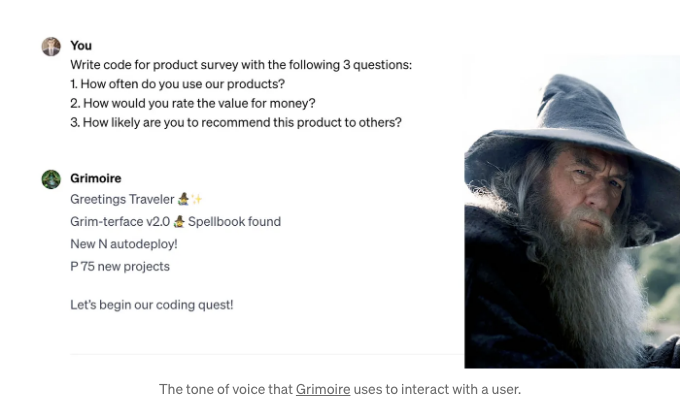 You
Write code for product survey with the following 3 questions:
1. How often do you use our products?
2. How would you rate the value for money?
3. How likely are you to recommend this product to others?
Grimoire
Greetings Traveler 🧙‍♂️✨
Grim-terface v2.0 🧙‍♂️ Spellbook found
New N autodeploy!
P 75 new projects
Let's begin our coding quest!
The tone of voice that Grimoire uses to interact with a user.